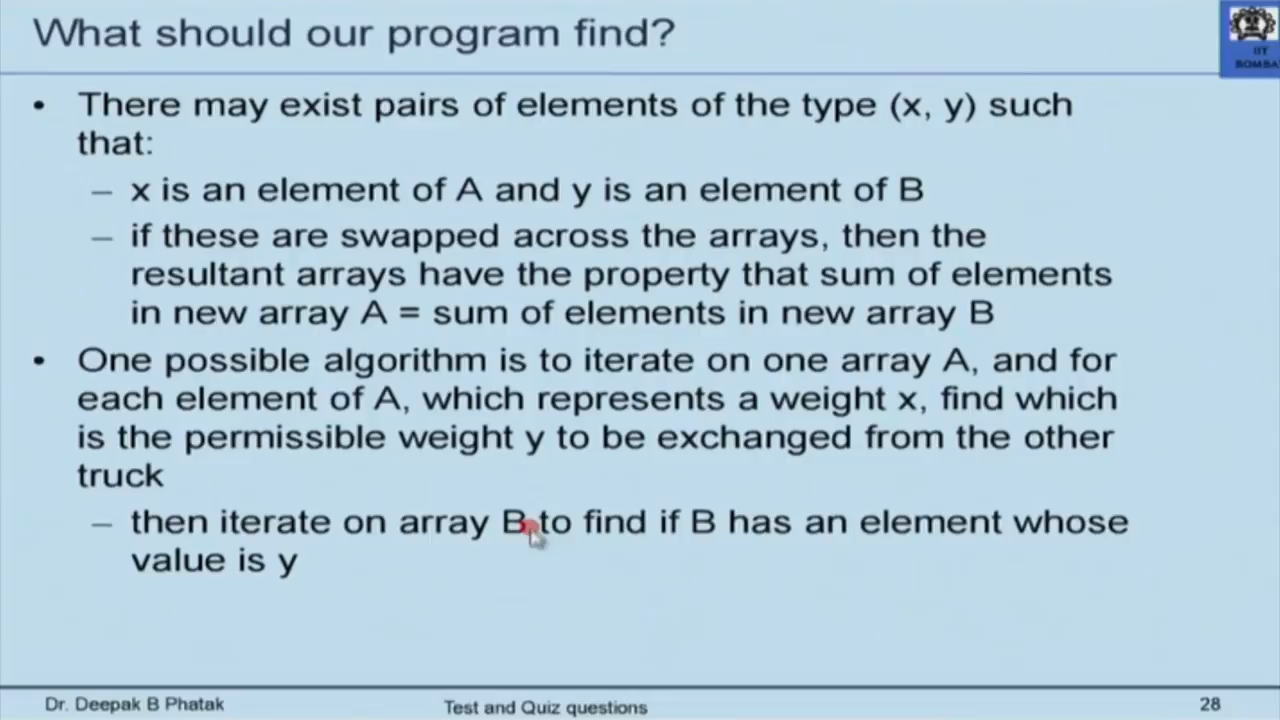 What should our program find?
IIT
BOMBA
• There may exist pairs of elements of the type (x, y) such
that:
– x is an element of A and y is an element of B
– if these are swapped across the arrays, then the
resultant arrays have the property that sum of elements
in new array A = sum of elements in new array B
• One possible algorithm is to iterate on one array A, and for
each element of A, which represents a weight x, find which
is the permissible weight y to be exchanged from the other
truck
– then iterate on array B to find if B has an element whose
value is y
Dr. Deepak B Phatak
Test and Quiz questions
28